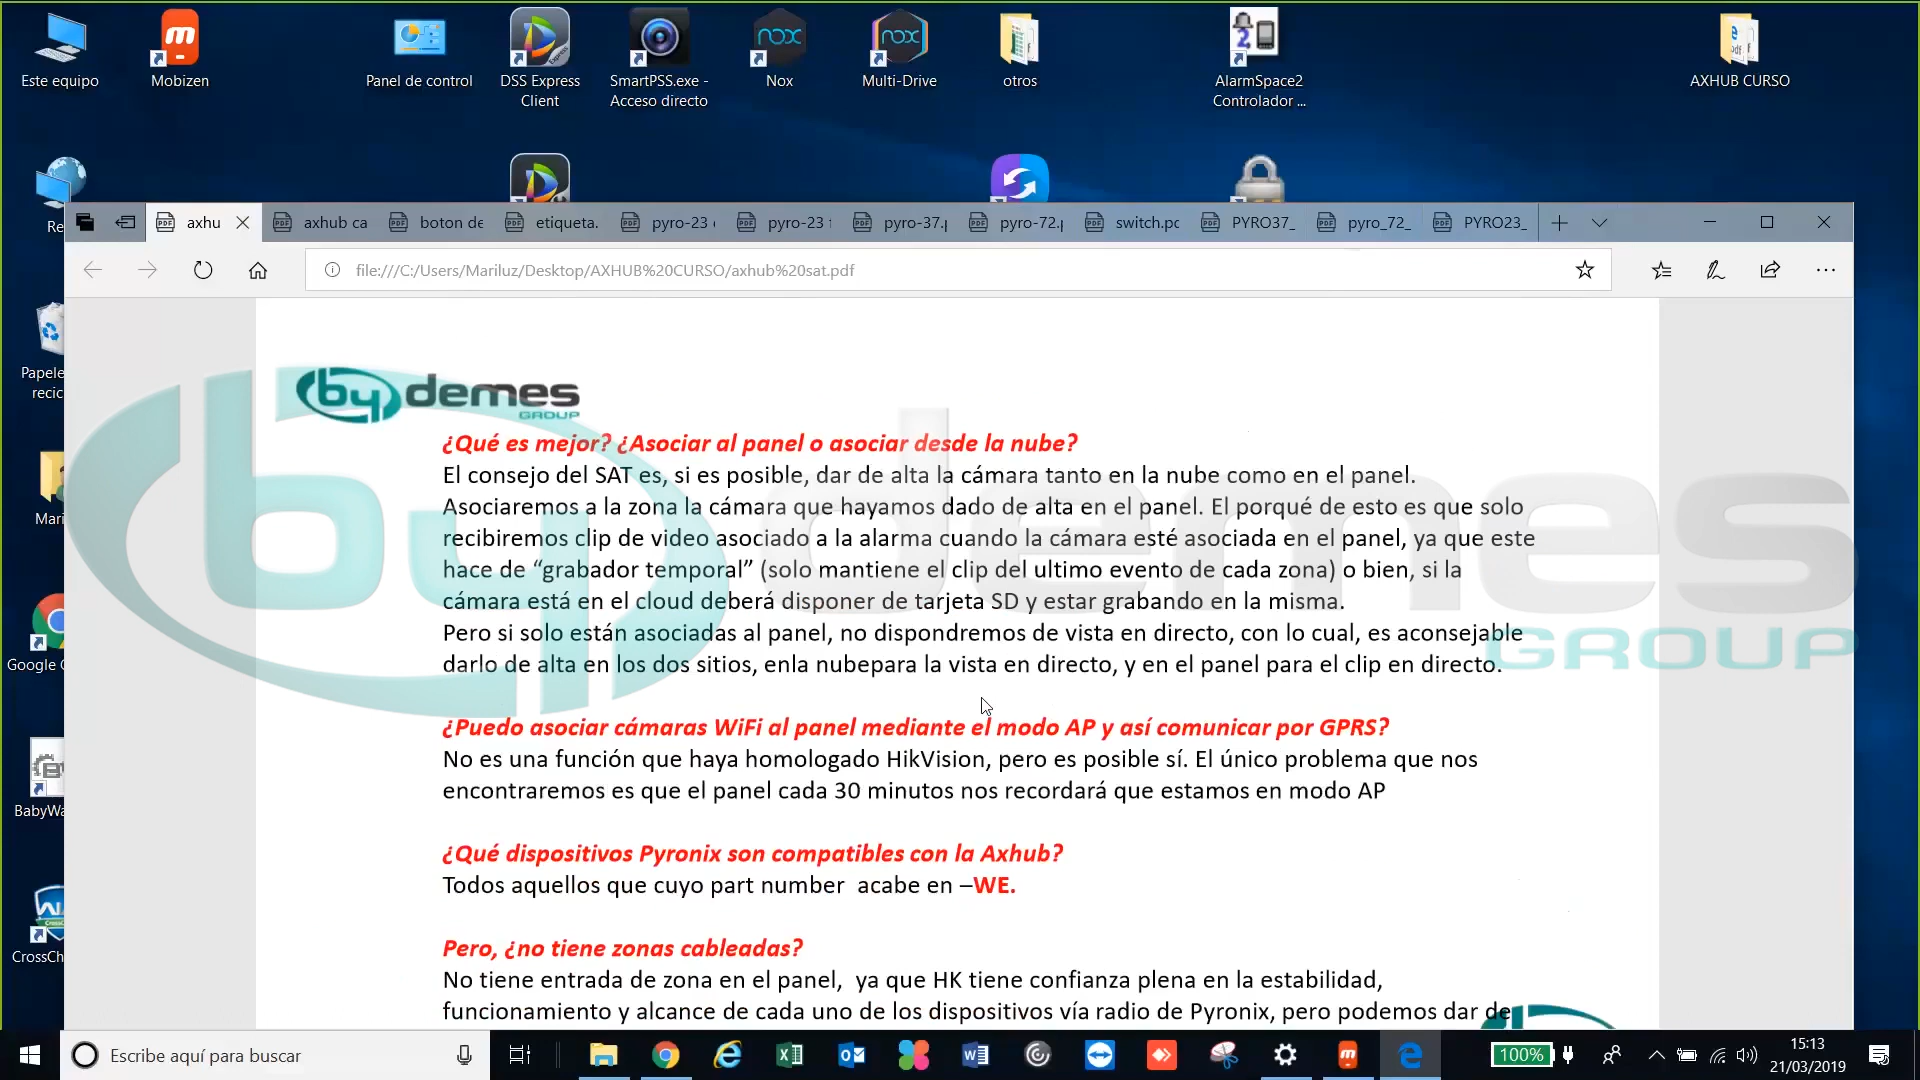 Este equipo
Mobizen
Panel de control
DSS Express
Client
SmartPSS.exe -
Acceso directo
Nox
Multi-Drive
otros
AlarmSpace2
Controlador ...
AXHUB CURSO
Re
axhu
axhub ca
boton de
etiqueta.
pyro-23
pyro-23 f
pyro-37.p
pyro-72.p
switch.pc
PYRO37_
pyro_72_
PYRO23_
file:///C:/Users/Mariluz/Desktop/AXHUB%20CURSO/axhub%20sat.pdf
Papele
recic
Mari
Google C
BabyWa
CrossCh
by demes
GROUP
by demes
GROUP
¿Qué es mejor? ¿Asociar al panel o asociar desde la nube?
El consejo del SAT es, si es posible, dar de alta la cámara tanto en la nube como en el panel.
Asociaremos a la zona la cámara que hayamos dado de alta en el panel. El porqué de esto es que solo
recibiremos clip de video asociado a la alarma cuando la cámara esté asociada en el panel, ya que este
hace de “grabador temporal” (solo mantiene el clip del ultimo evento de cada zona) o bien, si la
cámara está en el cloud deberá disponer de tarjeta SD y estar grabando en la misma.
Pero si solo están asociadas al panel, no dispondremos de vista en directo, con lo cual, es aconsejable
darlo de alta en los dos sitios, enla nubepara la vista en directo, y en el panel para el clip en directo.
¿Puedo asociar cámaras WiFi al panel mediante el modo AP y así comunicar por GPRS?
No es una función que haya homologado HikVision, pero es posible sí. El único problema que nos
encontraremos es que el panel cada 30 minutos nos recordará que estamos en modo AP
¿Qué dispositivos Pyronix son compatibles con la Axhub?
Todos aquellos que cuyo part number acabe en –WE.
Pero, ¿no tiene zonas cableadas?
No tiene entrada de zona en el panel, ya que HK tiene confianza plena en la estabilidad,
funcionamiento y alcance de cada uno de los dispositivos vía radio de Pyronix, pero podemos dar de
Escribe aquí para buscar
100%
15:13
21/03/2019